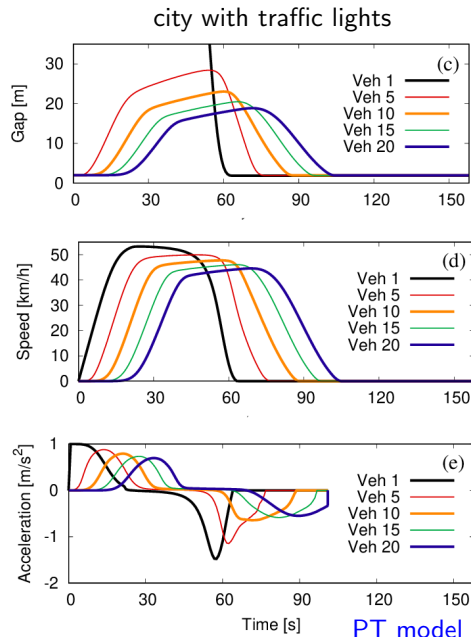 city with traffic lights
(c)
Gap [m]
30
20
10
0
Veh 1
Veh 5
Veh 10
Veh 15
Veh 20
0 30 60 90 120 150
(d)
Speed [km/h]
50
40
30
20
10
0
Veh 1
Veh 5
Veh 10
Veh 15
Veh 20
0 30 60 90 120 150
(e)
Acceleration [m/s²]
1
0
-1
-2
Veh 1
Veh 5
Veh 10
Veh 15
Veh 20
0 30 60 90 120 150
Time [s]
PT model